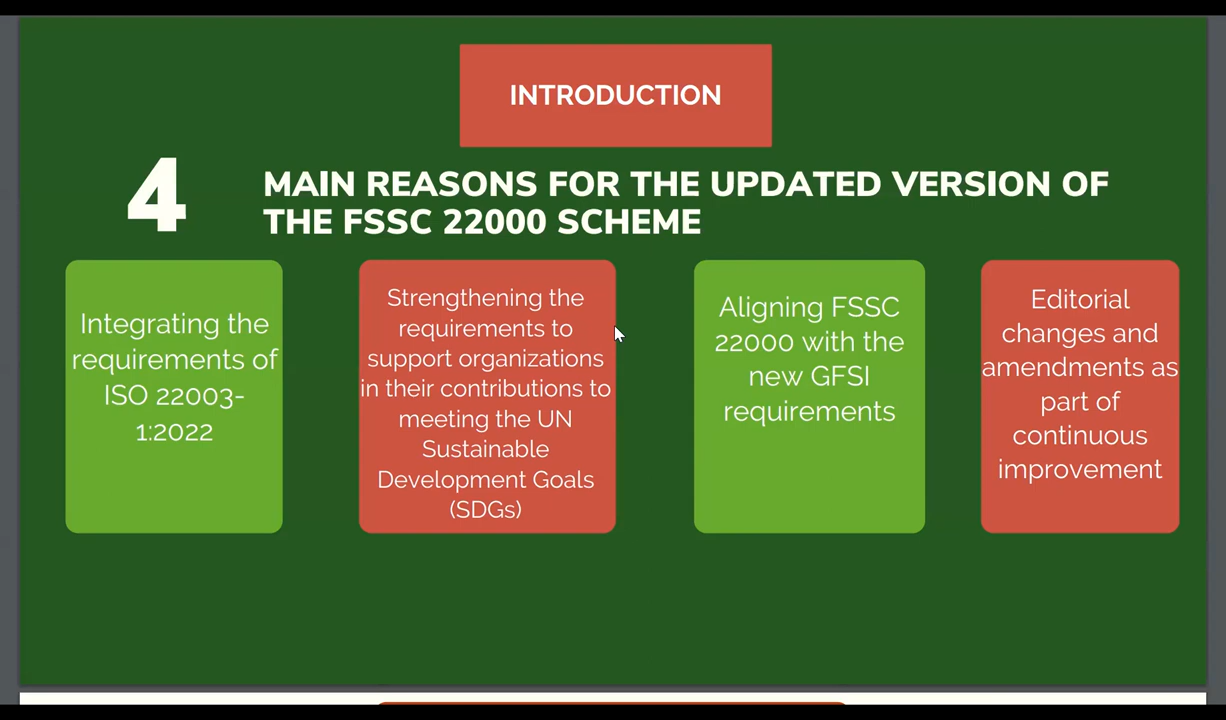 INTRODUCTION
4
MAIN REASONS FOR THE UPDATED VERSION OF
THE FSSC 22000 SCHEME
Integrating the
requirements of
ISO 22003-
1:2022
Strengthening the
requirements to
support organizations
in their contributions to
meeting the UN
Sustainable
Development Goals
(SDGs)
Aligning FSSC
22000 with the
new GFSI
requirements
Editorial
changes and
amendments as
part of
continuous
improvement